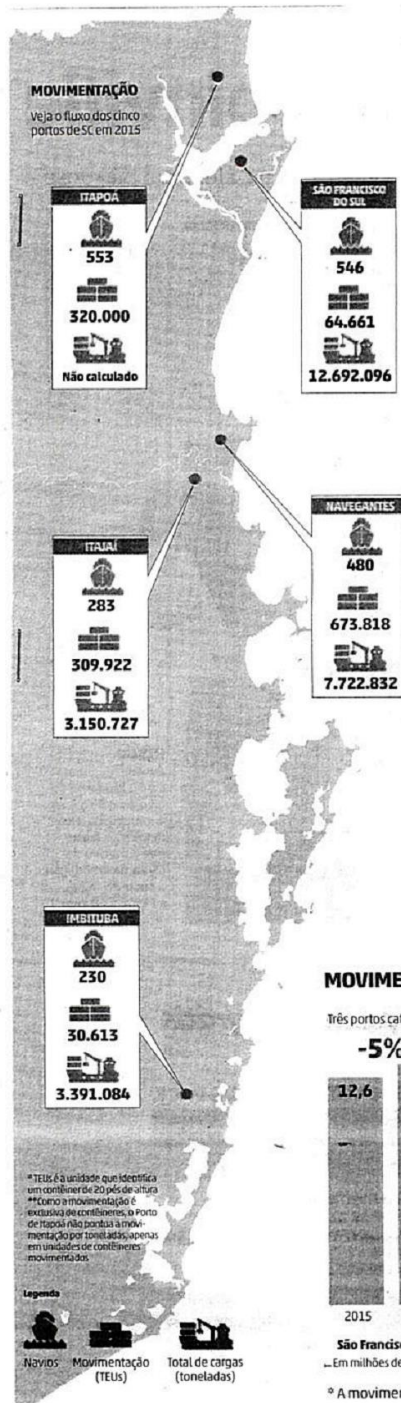 MOVIMENTAÇÃO
Veja o fluxo dos cinco
portos de SC em 2015
ITAPOÁ
553
320.000
Não calculado
SÃO FRANCISCO
DO SUL
546
64.661
12.692.096
NAVEGANTES
480
673.818
7.722.832
ITAJAÍ
283
309.922
3.150.727
IMBITUBA
230
30.613
3.391.084
*TEUs é a unidade que identifica
um contêiner de 20 pés de altura
**Como a movimentação é
exclusiva de contêineres, o Porto
de Itapoá não pontua a movi-
mentação por toneladas, apenas
em unidades de contêineres
movimentados
Legenda
Navios
Movimentação
(TEUs)
Total de cargas
(toneladas)
MOVIME
Três portos cat
-5%
12,6
2015
São Francis
Em milhões de
° A movimen